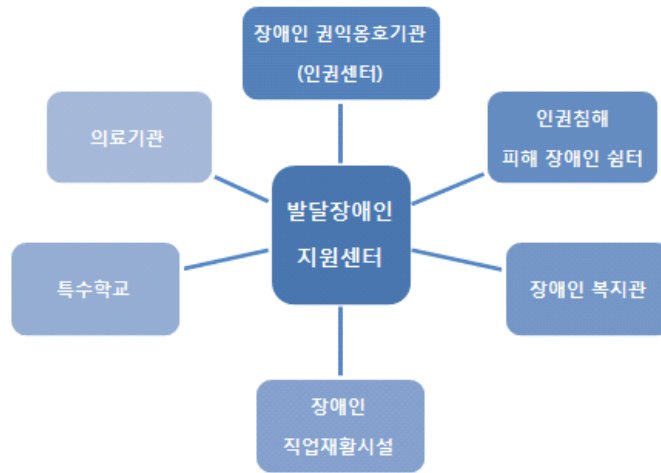 장애인 권익옹호기관
(인권센터)
의료기관
인권침해
피해 장애인 쉼터
발달장애인
지원센터
특수학교
장애인 복지관
장애인
직업재활시설